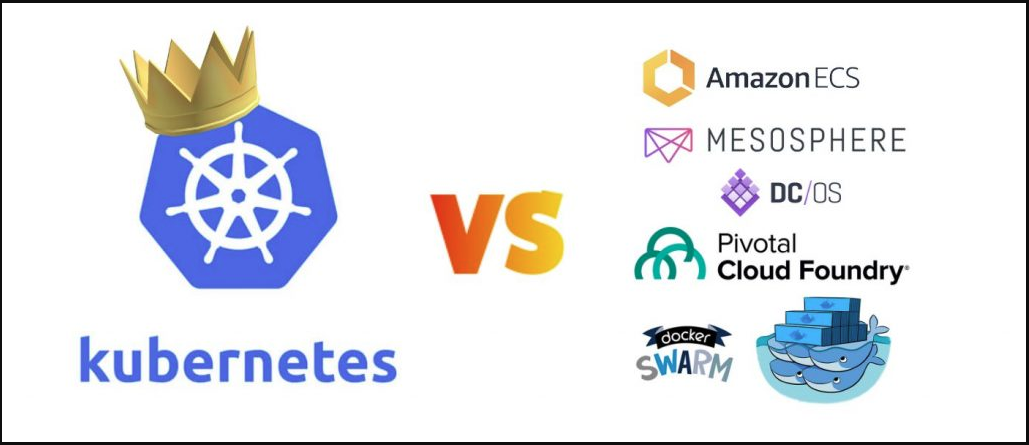 kubernetes
VS
Amazon ECS
MESOSPHERE
DC/OS
Pivotal
Cloud Foundry®
docker
SWARM